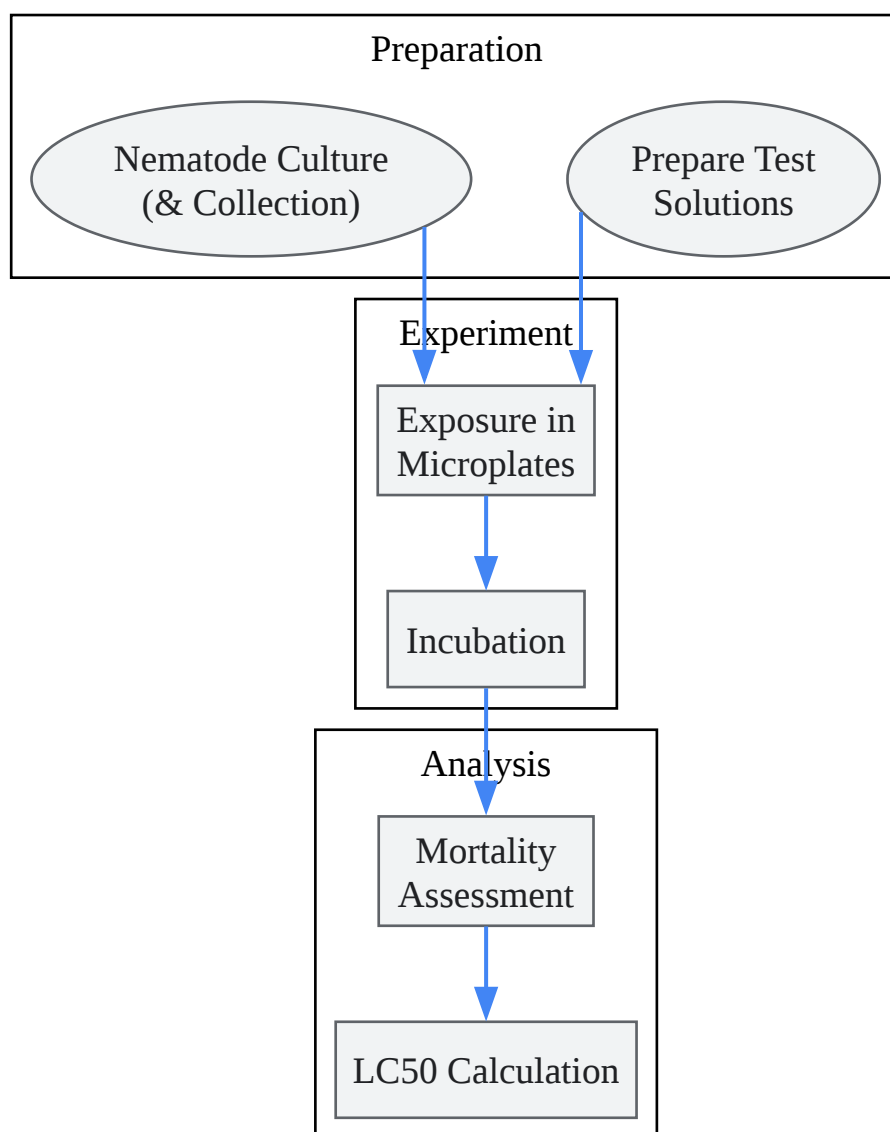 Preparation
Nematode Culture
(& Collection)
Prepare Test
Solutions
Experiment
Exposure in
Microplates
Incubation
Analysis
Mortality
Assessment
LC50 Calculation